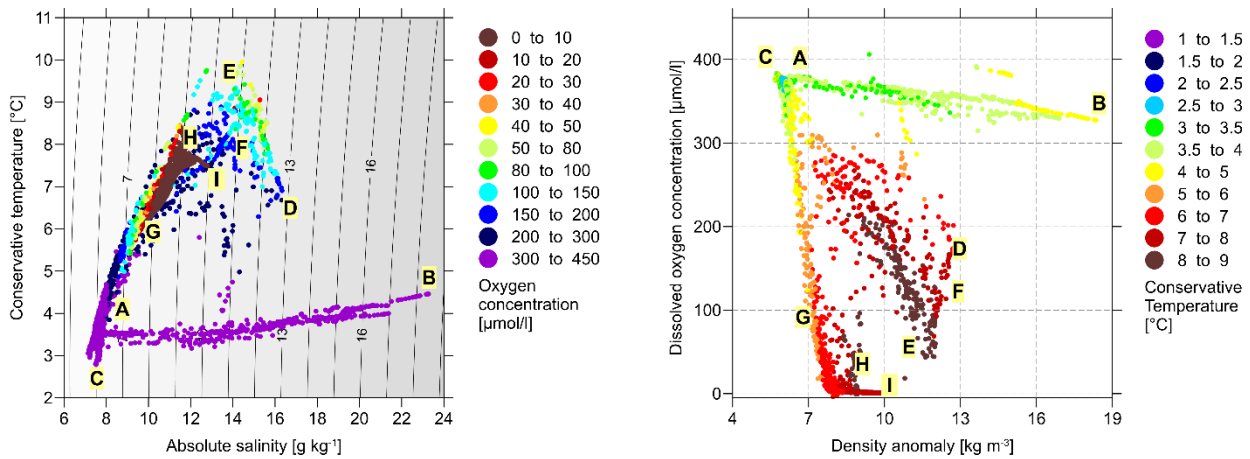 11
10
9
8
7
6
5
4
3
2
Conservative temperature [°C]
6 8 10 12 14 16 18 20 22 24
Absolute salinity [g kg⁻¹]
E
H
F
I
D
G
A
B
C
7
13
16
13
16
0 to 10
10 to 20
20 to 30
30 to 40
40 to 50
50 to 80
80 to 100
100 to 150
150 to 200
200 to 300
300 to 450
Oxygen
concentration
[µmol/l]
400
300
200
100
0
Dissolved oxygen concentration [µmol/l]
4 7 10 13 16 19
Density anomaly [kg m⁻³]
C A
B
D
F
G
E
H
I
1 to 1.5
1.5 to 2
2 to 2.5
2.5 to 3
3 to 3.5
3.5 to 4
4 to 5
5 to 6
6 to 7
7 to 8
8 to 9
Conservative
Temperature
[°C]